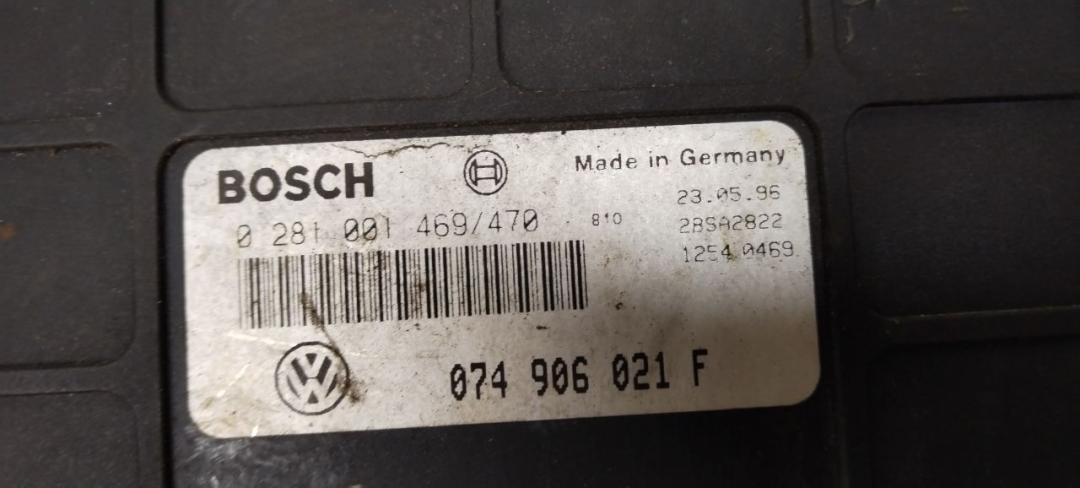 BOSCH
Made in Germany
23.05.96
0 281 001 469/470 810
28SA2822
1254 0469
VW
074 906 021 F